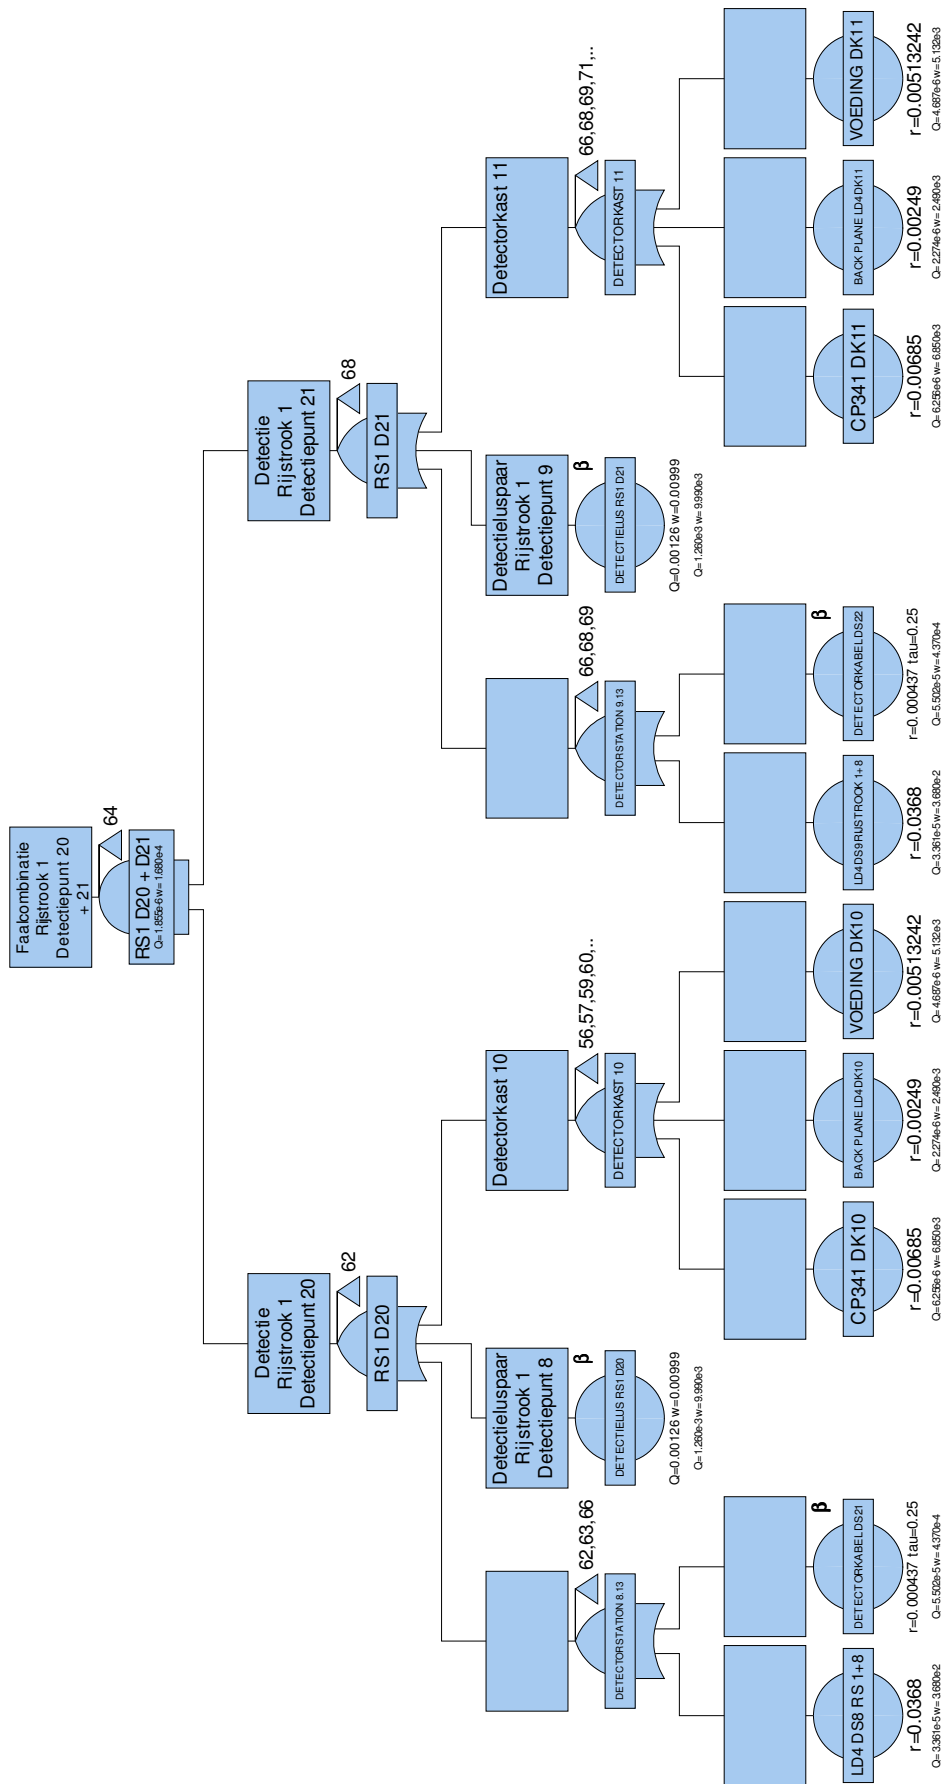 Faalcombinatie
Rijstrook 1
Detectiepunt 20
+ 21
64
RS1 D20 + D21
Q=1.855e-6 w= 1.680e-4
Detectie
Rijstrook 1
Detectiepunt 20
62
RS1 D20
Detectie
Rijstrook 1
Detectiepunt 21
68
RS1 D21
62,63,66
DETECTORSTATION 8.13
Detectieluspaar
Rijstrook 1
Detectiepunt 8
β
DETECTIELUS RS1 D20
Q=0.00126 w=0.00999
Q=1.260e-3 w=9.990e-3
Detectorkast 10
56,57,59,60,..
DETECTORKAST 10
66,68,69
DETECTORSTATION 9.13
Detectieluspaar
Rijstrook 1
Detectiepunt 9
β
DETECTIELUS RS1 D21
Q=0.00126 w=0.00999
Q=1.260e-3 w=9.990e-3
Detectorkast 11
66,68,69,71,..
DETECTORKAST 11
LD4 DS8 RS 1+8
r=0.0368
Q=3.361e-5 w=3.680e-2
β
DETECTORKABEL DS21
r=0.000437 tau=0.25
Q=5.502e-5 w=4.370e-4
CP341 DK10
r=0.00685
Q=6.256e-6 w= 6.850e-3
BACK PLANE LD4 DK10
r=0.00249
Q=2.274e-6 w=2.490e-3
VOEDING DK10
r=0.00513242
Q=4.687e-6 w=5.132e-3
LD4 DS9 RIJSTROOK 1+8
r=0.0368
Q=3.361e-5 w=3.680e-2
β
DETECTORKABEL DS22
r=0.000437 tau=0.25
Q=5.502e-5 w=4.370e-4
CP341 DK11
r=0.00685
Q=6.256e-6 w= 6.850e-3
BACK PLANE LD4 DK11
r=0.00249
Q=2.274e-6 w=2.490e-3
VOEDING DK11
r=0.00513242
Q=4.687e-6 w=5.132e-3